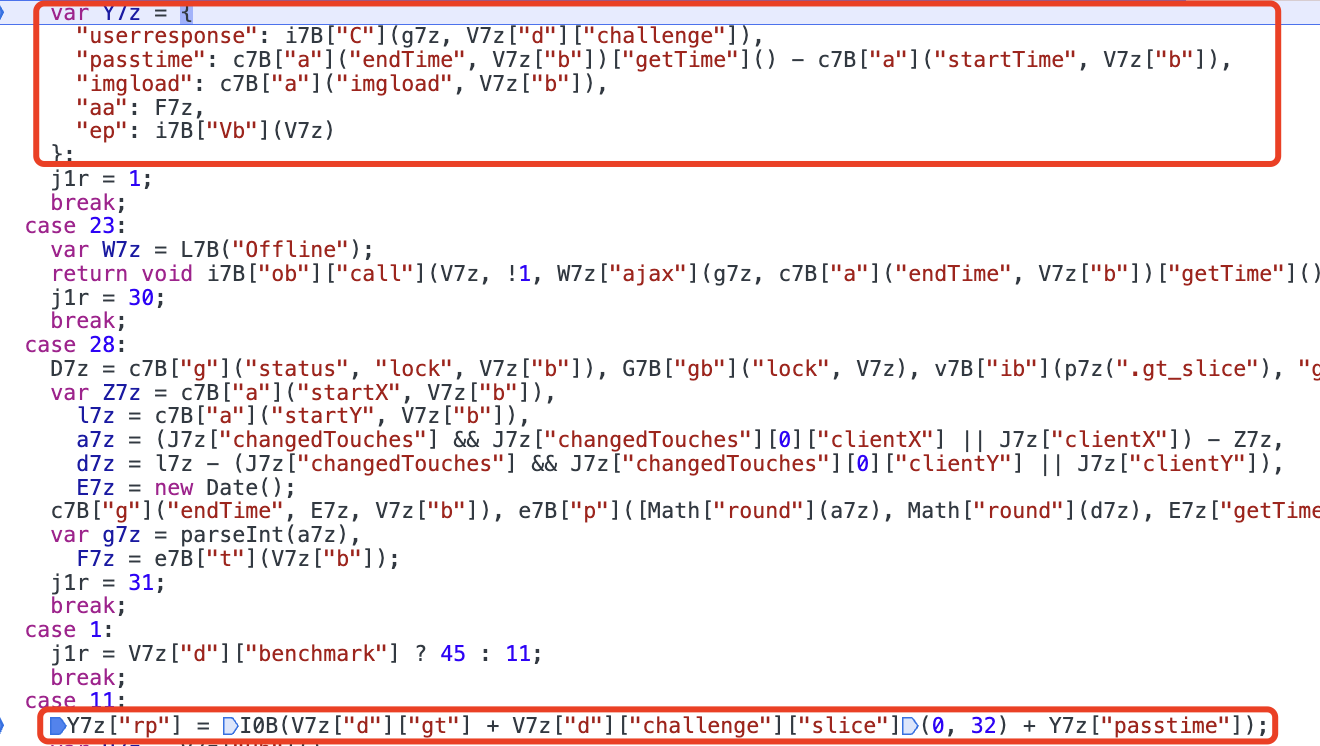 var Y7z = {
"userresponse": i7B["C"](g7z, V7z["d"]["challenge"]),
"passtime": c7B["a"]("endTime", V7z["b"])["getTime"]() - c7B["a"]("startTime", V7z["b"]),
"imgload": c7B["a"]("imgload", V7z["b"]),
"aa": F7z,
"ep": i7B["Vb"](V7z)
};
j1r = 1;
break;
case 23:
var W7z = L7B("Offline");
return void i7B["ob"]["call"](V7z, !1, W7z["ajax"](g7z, c7B["a"]("endTime", V7z["b"])["getTime"]()
j1r = 30;
break;
case 28:
D7z = c7B["g"]("status", "lock", V7z["b"]), G7B["gb"]("lock", V7z), v7B["ib"](p7z(".gt_slice"), "g
var Z7z = c7B["a"]("startX", V7z["b"]),
l7z = c7B["a"]("startY", V7z["b"]),
a7z = (J7z["changedTouches"] && J7z["changedTouches"][0]["clientX"] || J7z["clientX"]) - Z7z,
d7z = l7z - (J7z["changedTouches"] && J7z["changedTouches"][0]["clientY"] || J7z["clientY"]),
E7z = new Date();
c7B["g"]("endTime", E7z, V7z["b"]), e7B["p"]([Math["round"](a7z), Math["round"](d7z), E7z["getTime
var g7z = parseInt(a7z),
F7z = e7B["t"](V7z["b"]);
j1r = 31;
break;
case 1:
j1r = V7z["d"]["benchmark"] ? 45 : 11;
break;
case 11:
Y7z["rp"] = I0B(V7z["d"]["gt"] + V7z["d"]["challenge"]["slice"](0, 32) + Y7z["passtime"]);